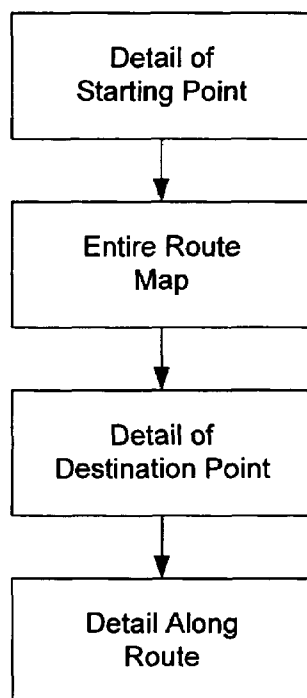 Detail of
Starting Point
Entire Route
Map
Detail of
Destination Point
Detail Along
Route